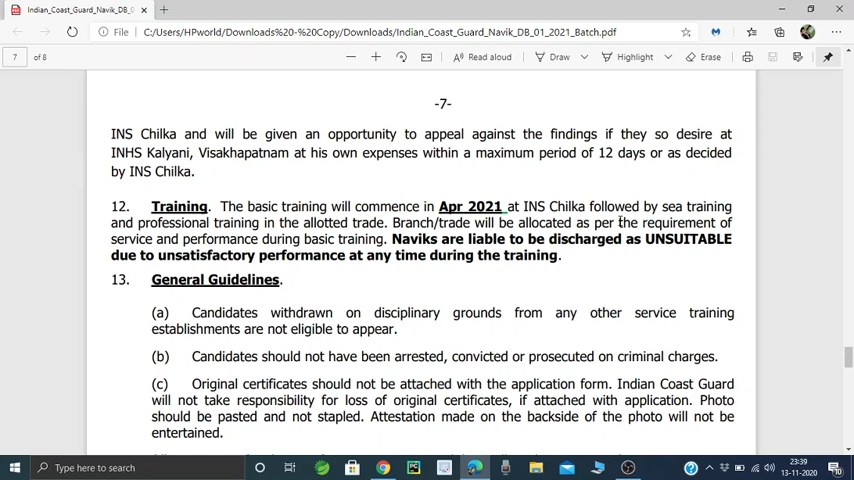 Indian_Coast_Guard_Navik_DB_0
File
C:/Users/HPworld/Downloads%20-%20Copy/Downloads/Indian_Coast_Guard_Navik_DB_01_2021_Batch.pdf
7 of 8
Read aloud
Draw
Highlight
Erase
-7-
INS Chilka and will be given an opportunity to appeal against the findings if they so desire at
INHS Kalyani, Visakhapatnam at his own expenses within a maximum period of 12 days or as decided
by INS Chilka.
12. Training. The basic training will commence in Apr 2021 at INS Chilka followed by sea training
and professional training in the allotted trade. Branch/trade will be allocated as per the requirement of
service and performance during basic training. Naviks are liable to be discharged as UNSUITABLE
due to unsatisfactory performance at any time during the training.
13. General Guidelines.
(a) Candidates withdrawn on disciplinary grounds from any other service training
establishments are not eligible to appear.
(b) Candidates should not have been arrested, convicted or prosecuted on criminal charges.
(c) Original certificates should not be attached with the application form. Indian Coast Guard
will not take responsibility for loss of original certificates, if attached with application. Photo
should be pasted and not stapled. Attestation made on the backside of the photo will not be
entertained.
Type here to search
23:39
13-11-2020